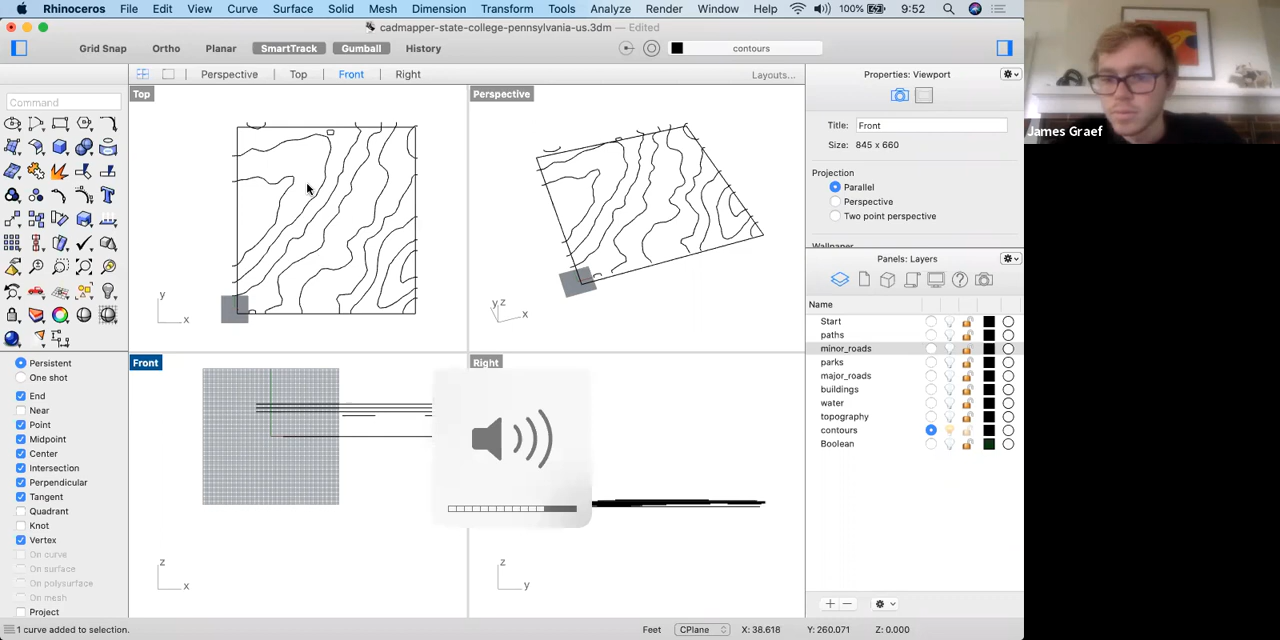 Rhinoceros File Edit View Curve Surface Solid Mesh Dimension Transform Tools Analyze Render Window Help 100% 9:52
cadmapper-state-college-pennsylvania-us.3dm — Edited
Grid Snap Ortho Planar SmartTrack Gumball History contours
Perspective Top Front Right Layouts...
Properties: Viewport
Command
Top
Perspective
Title: Front
Size: 845 x 660
Projection
Parallel
Perspective
Two point perspective
Wallpaper
y
x
y z
x
Panels: Layers
Name
Start
paths
minor_roads
parks
major_roads
buildings
water
topography
contours
Boolean
Front
Right
z
x
z
y
Persistent
One shot
End
Near
Point
Midpoint
Center
Intersection
Perpendicular
Tangent
Quadrant
Knot
Vertex
On curve
On surface
On polysurface
On mesh
Project
1 curve added to selection. Feet CPlane X: 38.618 Y: 260.071 Z: 0.000
James Graef